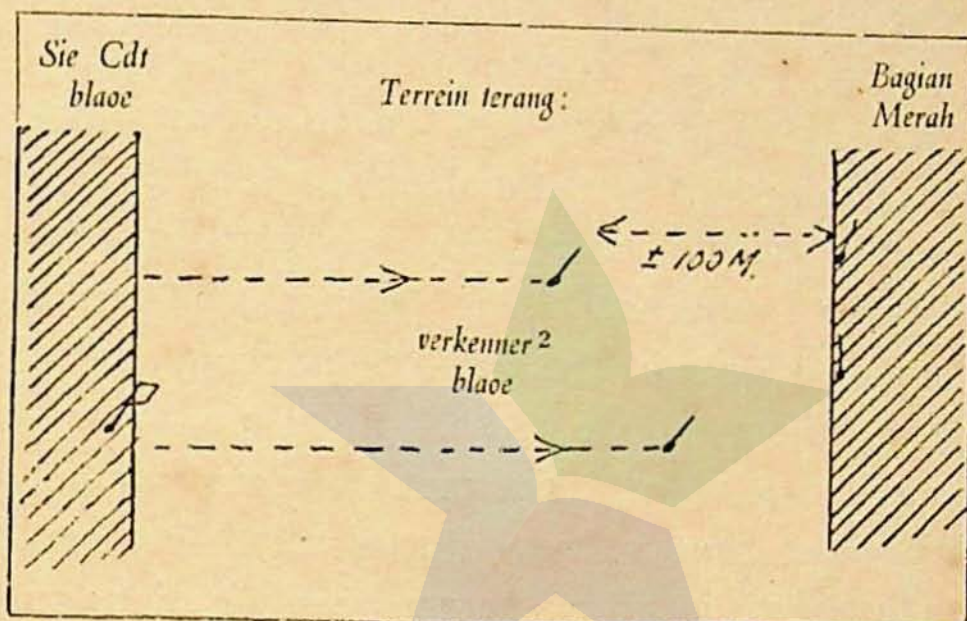 Sie Cdt
blaoe
Terrein terang:
Bagian
Merah
± 100 M.
verkenner²
blaoe